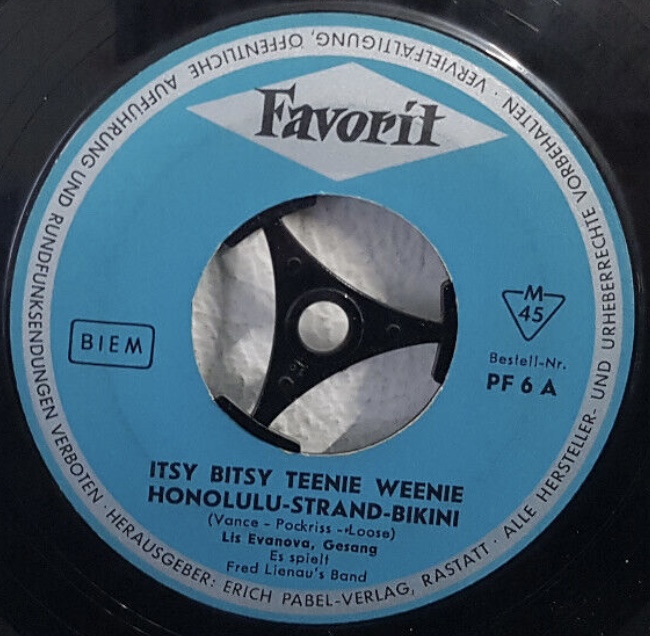 Favorit
BIEM
M
45
Bestell-Nr.
PF 6 A
ITSY BITSY TEENIE WEENIE
HONOLULU-STRAND-BIKINI
(Vance - Pockriss - Loose)
Lis Evanova, Gesang
Es spielt
Fred Lienau's Band
HERAUSGEBER: ERICH PABEL-VERLAG, RASTATT · ALLE HERSTELLER- UND URHEBERRECHTE VORBEHALTEN · VERVIELFÄLTIGUNG, ÖFFENTLICHE AUFFÜHRUNG UND RUNDFUNKSENDUNGEN VERBOTEN ·